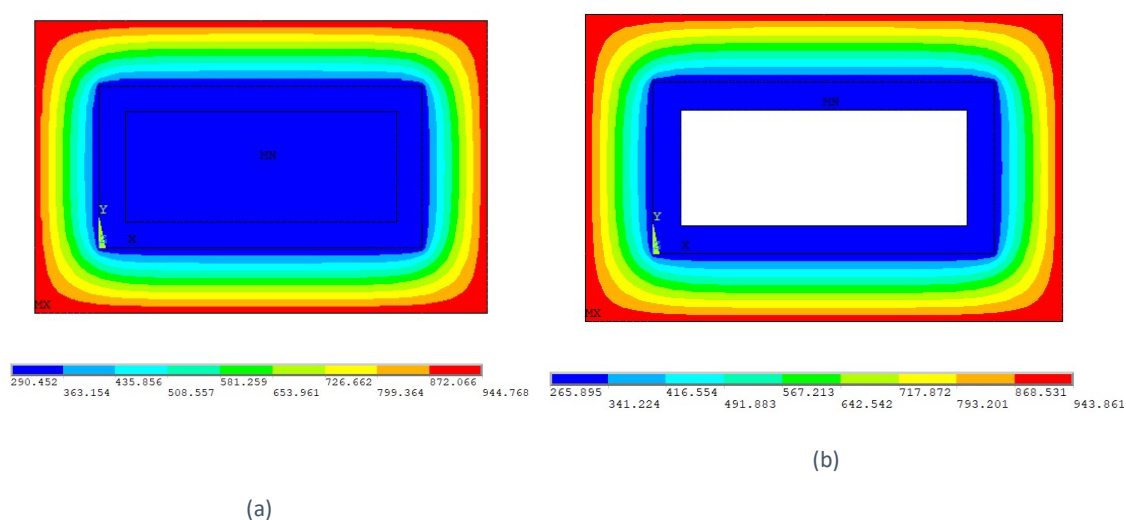 MN
Y
X
MX
290.452 435.856 581.259 726.662 872.066
363.154 508.557 653.961 799.364 944.768
(a)
MN
Y
X
MX
265.895 416.554 567.213 717.872 868.531
341.224 491.883 642.542 793.201 943.861
(b)